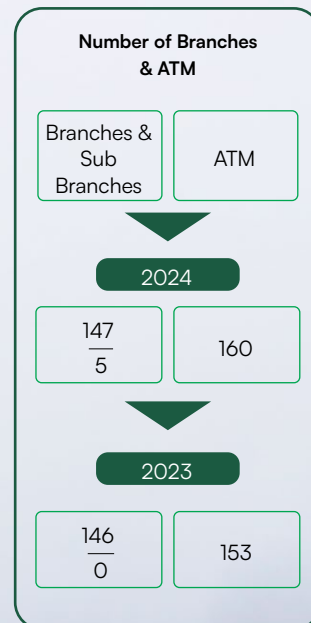 Number of Branches
& ATM
Branches &
Sub
Branches
ATM
2024
147
5
160
2023
146
0
153